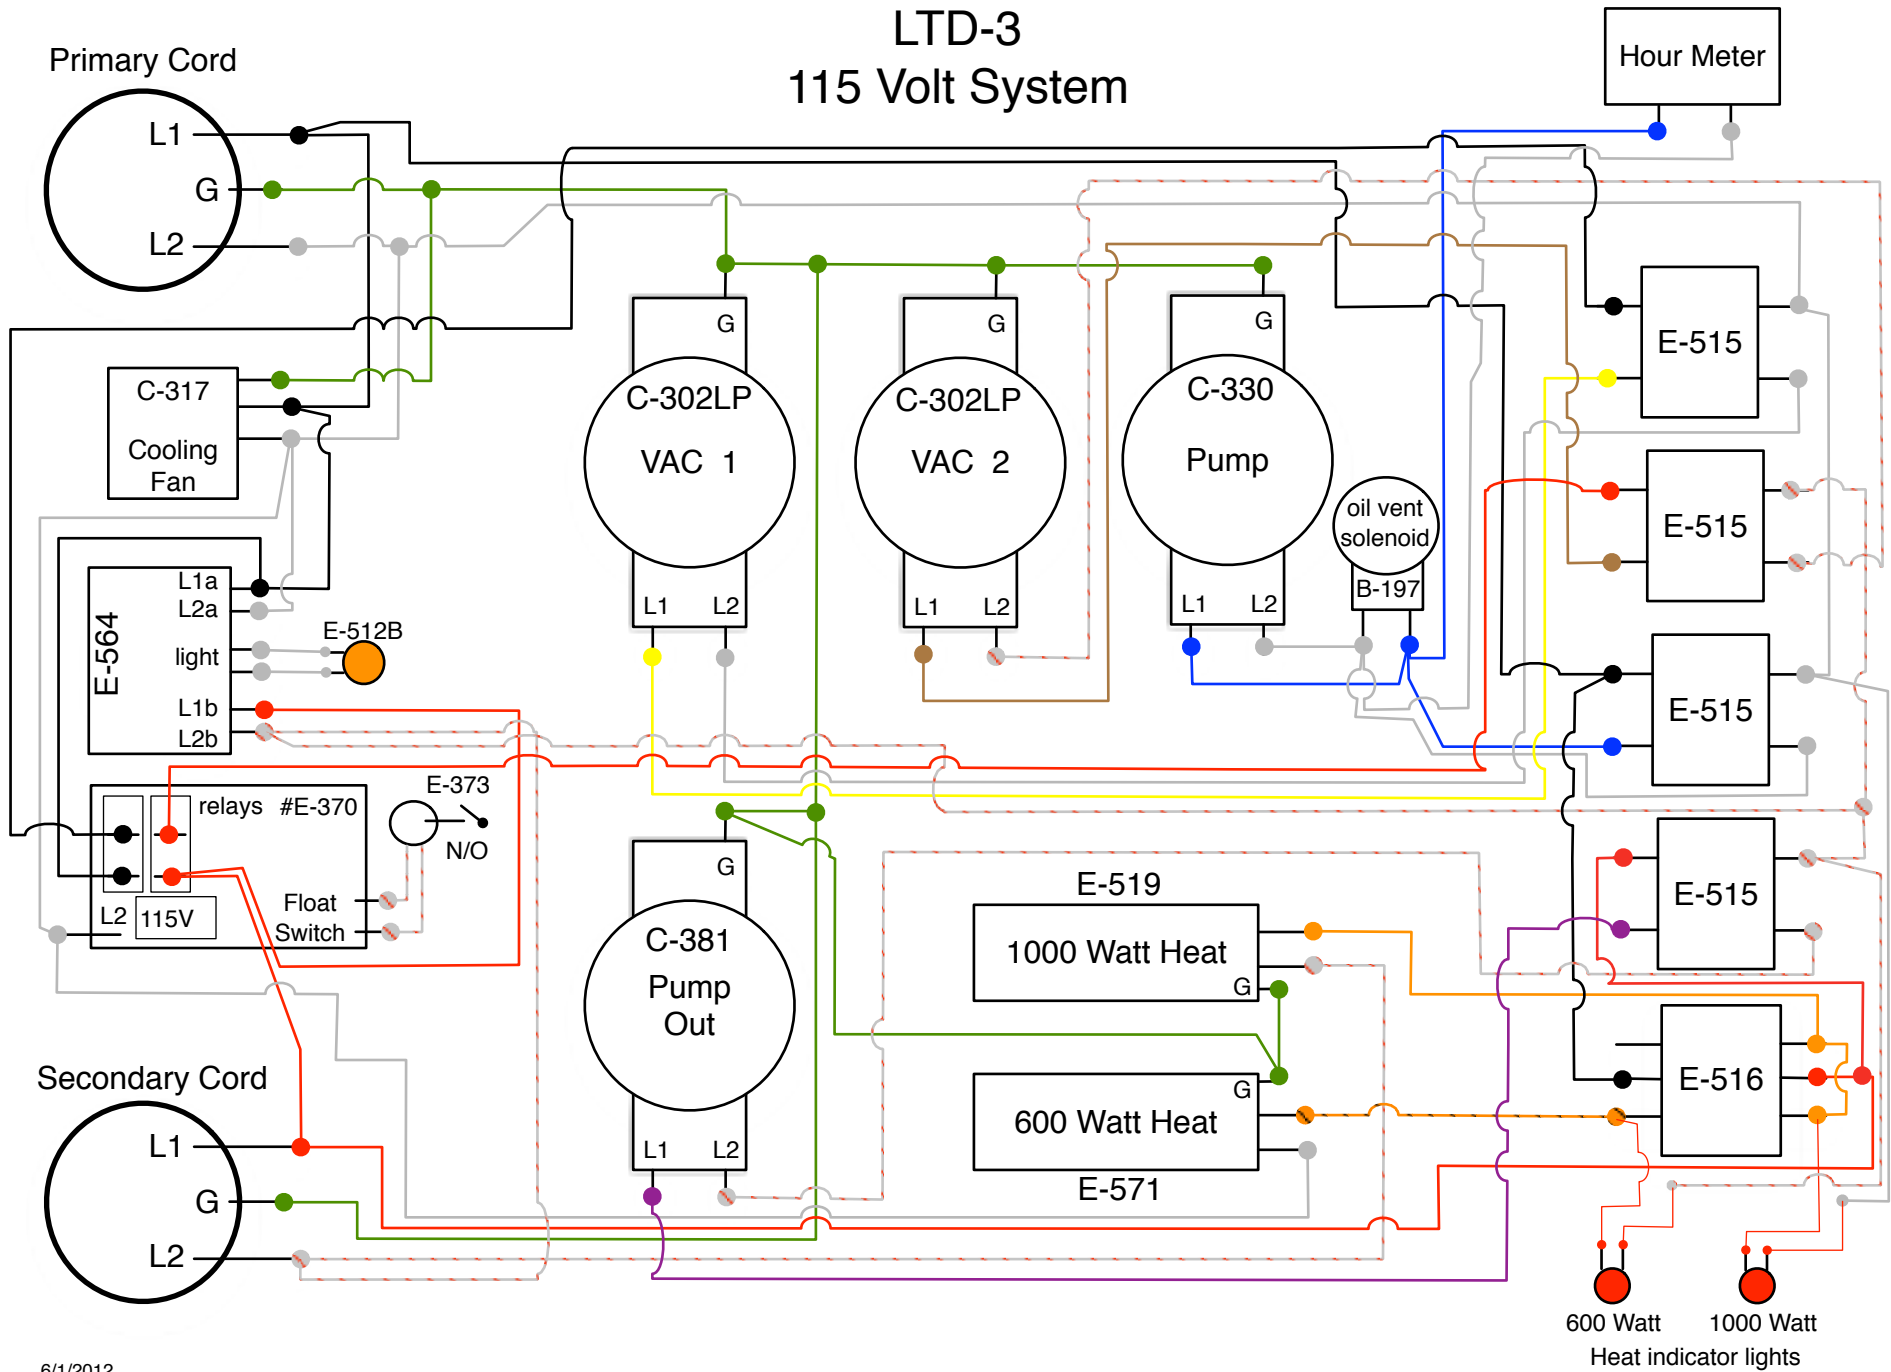 LTD-3
115 Volt System
Primary Cord
L1
G
L2
Hour Meter
C-317
Cooling
Fan
G
C-302LP
VAC 1
L1 L2
G
C-302LP
VAC 2
L1 L2
G
C-330
Pump
L1 L2
oil vent
solenoid
B-197
E-515
E-515
E-515
E-515
E-516
E-564
L1a
L2a
light
L1b
L2b
E-512B
relays #E-370
L2 115V
Float
Switch
E-373
N/O
G
C-381
Pump
Out
L1 L2
E-519
1000 Watt Heat
G
G
600 Watt Heat
E-571
Secondary Cord
L1
G
L2
600 Watt 1000 Watt
Heat indicator lights
6/1/2012